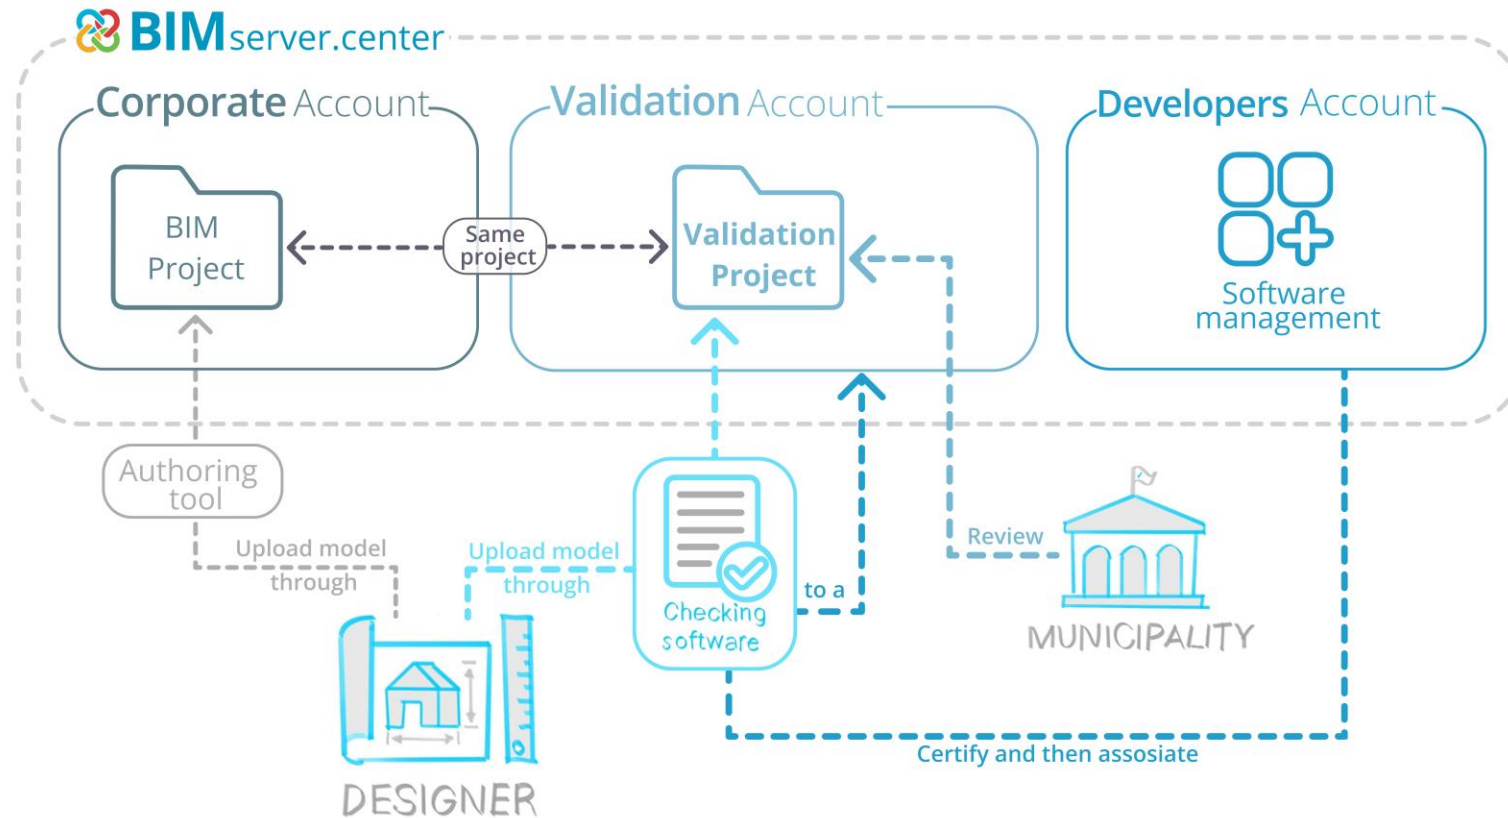 BIMserver.center
Corporate Account
Validation Account
Developers Account
BIM
Project
Same
project
Validation
Project
Software
management
Authoring
tool
Upload model
through
Upload model
through
Checking
software
to a
Review
MUNICIPALITY
Certify and then assosiate
DESIGNER